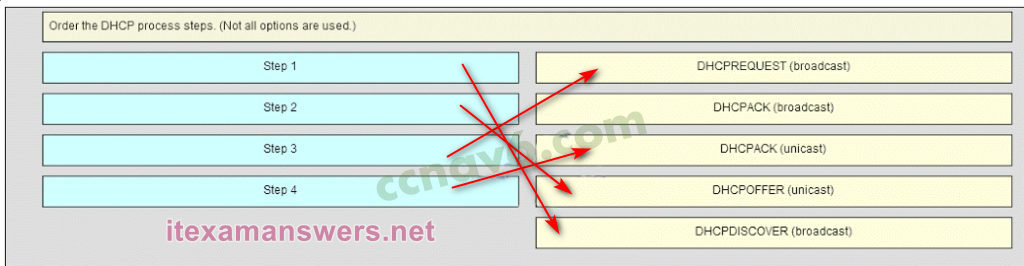 Order the DHCP process steps. (Not all options are used.)
Step 1
DHCPREQUEST (broadcast)
Step 2
DHCPACK (broadcast)
Step 3
DHCPACK (unicast)
Step 4
DHCPOFFER (unicast)
DHCPDISCOVER (broadcast)
ccnav6.com
itexamanswers.net